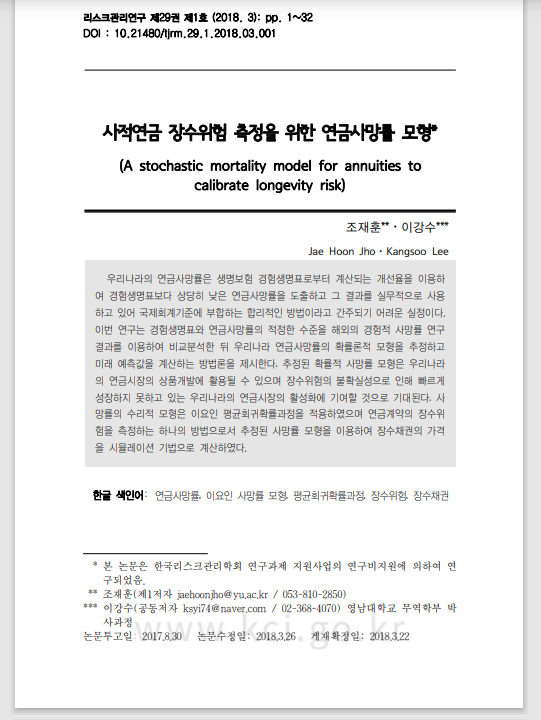 리스크관리연구 제29권 제1호 (2018. 3): pp. 1~32
DOI : 10.21480/tjrm.29.1.2018.03.001
사적연금 장수위험 측정을 위한 연금사망률 모형*
(A stochastic mortality model for annuities to
calibrate longevity risk)
조재훈**・이강수***
Jae Hoon Jho・Kangsoo Lee
우리나라의 연금사망률은 생명보험 경험생명표로부터 계산되는 개선율을 이용하
여 경험생명표보다 상당히 낮은 연금사망률을 도출하고 그 결과를 실무적으로 사용
하고 있어 국제회계기준에 부합하는 합리적인 방법이라고 간주되기 어려운 실정이다.
이번 연구는 경험생명표와 연금사망률의 적정한 수준을 해외의 경험적 사망률 연구
결과를 이용하여 비교분석한 뒤 우리나라 연금사망률의 확률론적 모형을 추정하고
미래 예측값을 계산하는 방법론을 제시한다. 추정된 확률적 사망률 모형은 우리나라
의 연금시장의 상품개발에 활용될 수 있으며 장수위험의 불확실성으로 인해 빠르게
성장하지 못하고 있는 우리나라의 연금시장의 활성화에 기여할 것으로 기대된다. 사
망률의 수리적 모형은 이요인 평균회귀확률과정을 적용하였으며 연금계약의 장수위
험을 측정하는 하나의 방법으로서 추정된 사망률 모형을 이용하여 장수채권의 가격
을 시뮬레이션 기법으로 계산하였다.
한글 색인어: 연금사망률, 이요인 사망률 모형, 평균회귀확률과정, 장수위험, 장수채권
* 본 논문은 한국리스크관리학회 연구과제 지원사업의 연구비지원에 의하여 연
구되었음.
** 조재훈(제1저자 jaehoonjho@yu.ac.kr / 053-810-2850)
*** 이강수(공동저자 ksyi74@naver.com / 02-368-4070) 영남대학교 무역학부 박
사과정
논문투고일: 2017.8.30 논문수정일: 2018.3.26 게재확정일: 2018.3.22
www.kci.go.kr